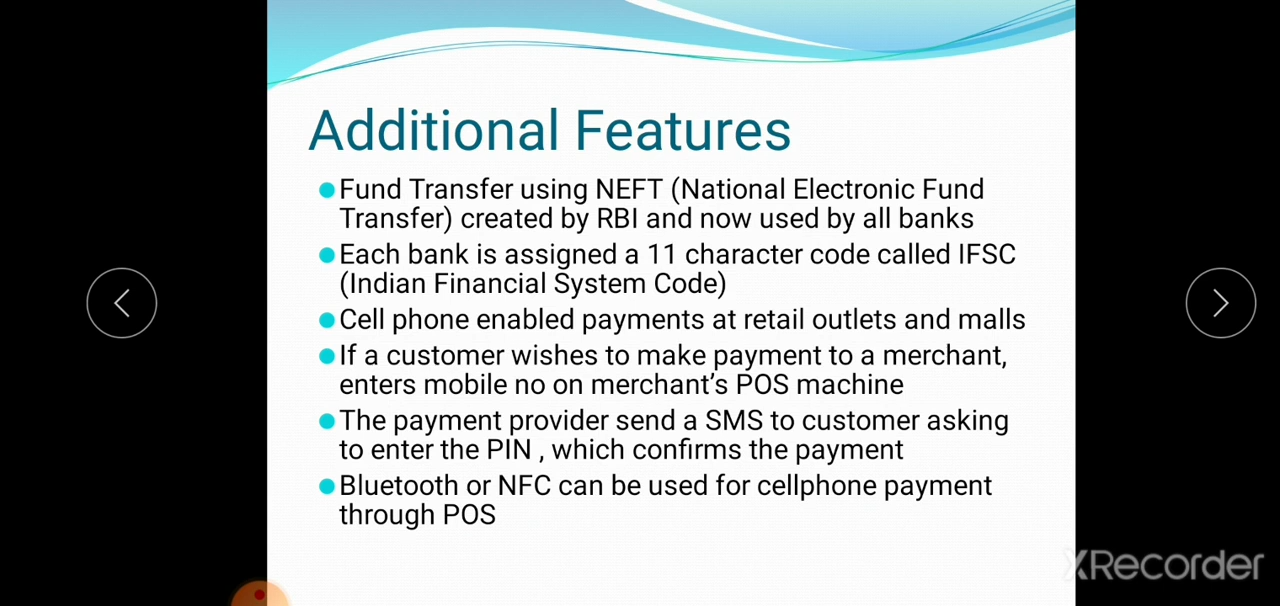 Additional Features
Fund Transfer using NEFT (National Electronic Fund
Transfer) created by RBI and now used by all banks
Each bank is assigned a 11 character code called IFSC
(Indian Financial System Code)
Cell phone enabled payments at retail outlets and malls
If a customer wishes to make payment to a merchant,
enters mobile no on merchant’s POS machine
The payment provider send a SMS to customer asking
to enter the PIN , which confirms the payment
Bluetooth or NFC can be used for cellphone payment
through POS
XRecorder